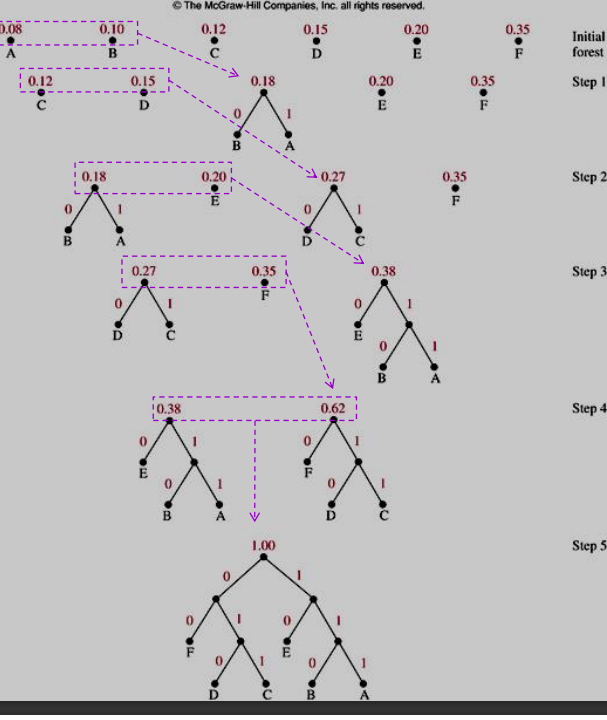 © The McGraw-Hill Companies, Inc. all rights reserved.
0.08 0.10 0.12 0.15 0.20 0.35 Initial
A B C D E F forest
0.12 0.15 0.18 0.20 0.35 Step 1
C D 0 1 E F
B A
0.18 0.20 0.27 0.35 Step 2
0 1 E 0 1 F
B A D C
0.27 0.35 0.38 Step 3
0 1 F 0 1
D C E
0 1
B A
0.38 0.62 Step 4
0 1 0 1
E F
0 1 0 1
B A D C
1.00 Step 5
0 1
0 1 0 1
F E
0 1 0 1
D C B A